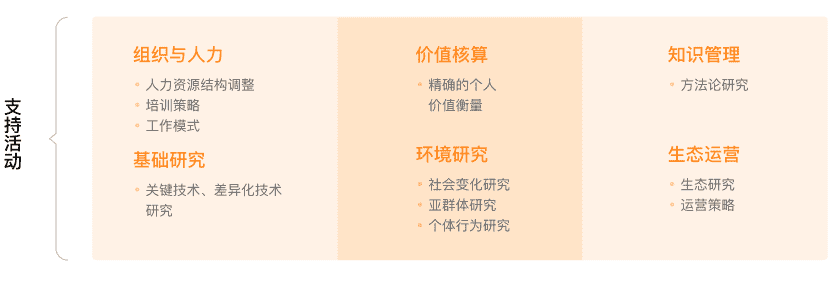 支持活动
组织与人力
人力资源结构调整
培训策略
工作模式
基础研究
关键技术、差异化技术
研究
价值核算
精确的个人
价值衡量
环境研究
社会变化研究
亚群体研究
个体行为研究
知识管理
方法论研究
生态运营
生态研究
运营策略